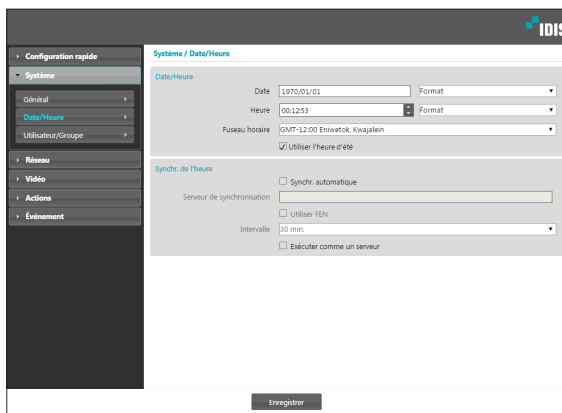 IDIS
Configuration rapide
Système
Général
Date/Heure
Utilisateur/Groupe
Réseau
Vidéo
Actions
Événement
Système / Date/Heure
Date/Heure
Date 1970/01/01 Format
Heure 00:12:53 Format
Fuseau horaire GMT-12:00 Eniwetok, Kwajalein
Utiliser l'heure d'été
Synchr. de l'heure
Synchr. automatique
Serveur de synchronisation
Utiliser FEN
Intervalle 30 min.
Exécuter comme un serveur
Enregistrer